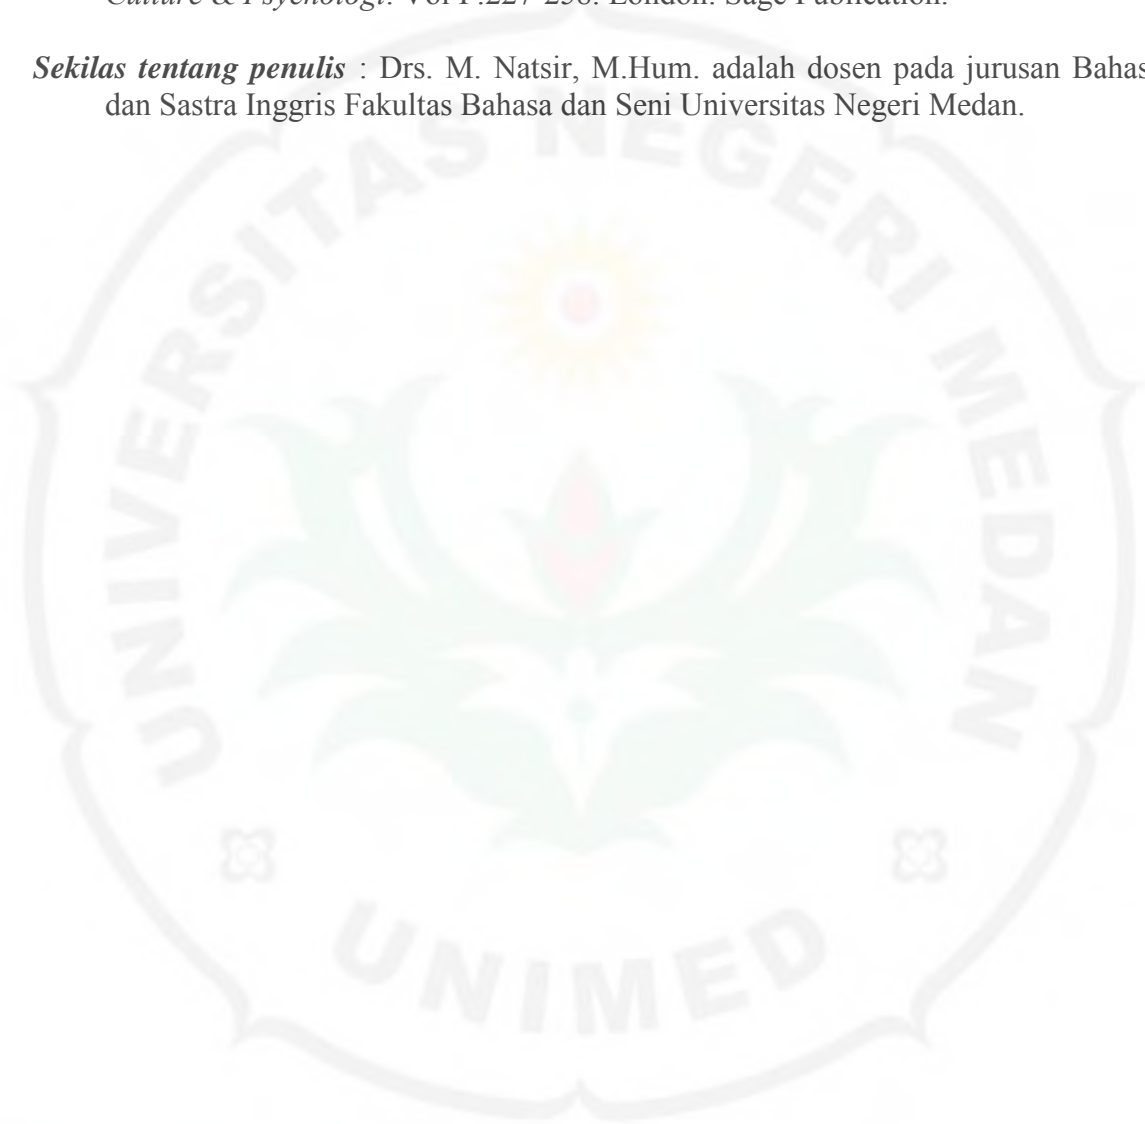 Culture & Psychologi. Vol P.227-238. London: Sage Publication.
Sekilas tentang penulis : Drs. M. Natsir, M.Hum. adalah dosen pada jurusan Bahas
dan Sastra Inggris Fakultas Bahasa dan Seni Universitas Negeri Medan.
UNIVERSITAS NEGERI MEDAN
UNIMED